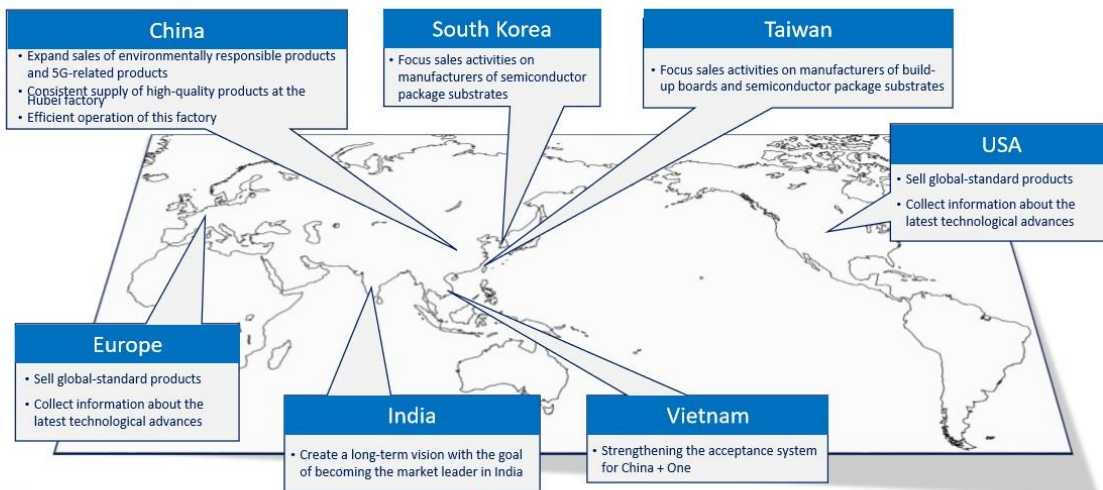 China
• Expand sales of environmentally responsible products
and 5G-related products
• Consistent supply of high-quality products at the
Hubei factory
• Efficient operation of this factory
South Korea
• Focus sales activities on
manufacturers of semiconductor
package substrates
Taiwan
• Focus sales activities on manufacturers of build-
up boards and semiconductor package substrates
USA
• Sell global-standard products
• Collect information about the
latest technological advances
Europe
• Sell global-standard products
• Collect information about the
latest technological advances
India
• Create a long-term vision with the goal
of becoming the market leader in India
Vietnam
• Strengthening the acceptance system
for China + One